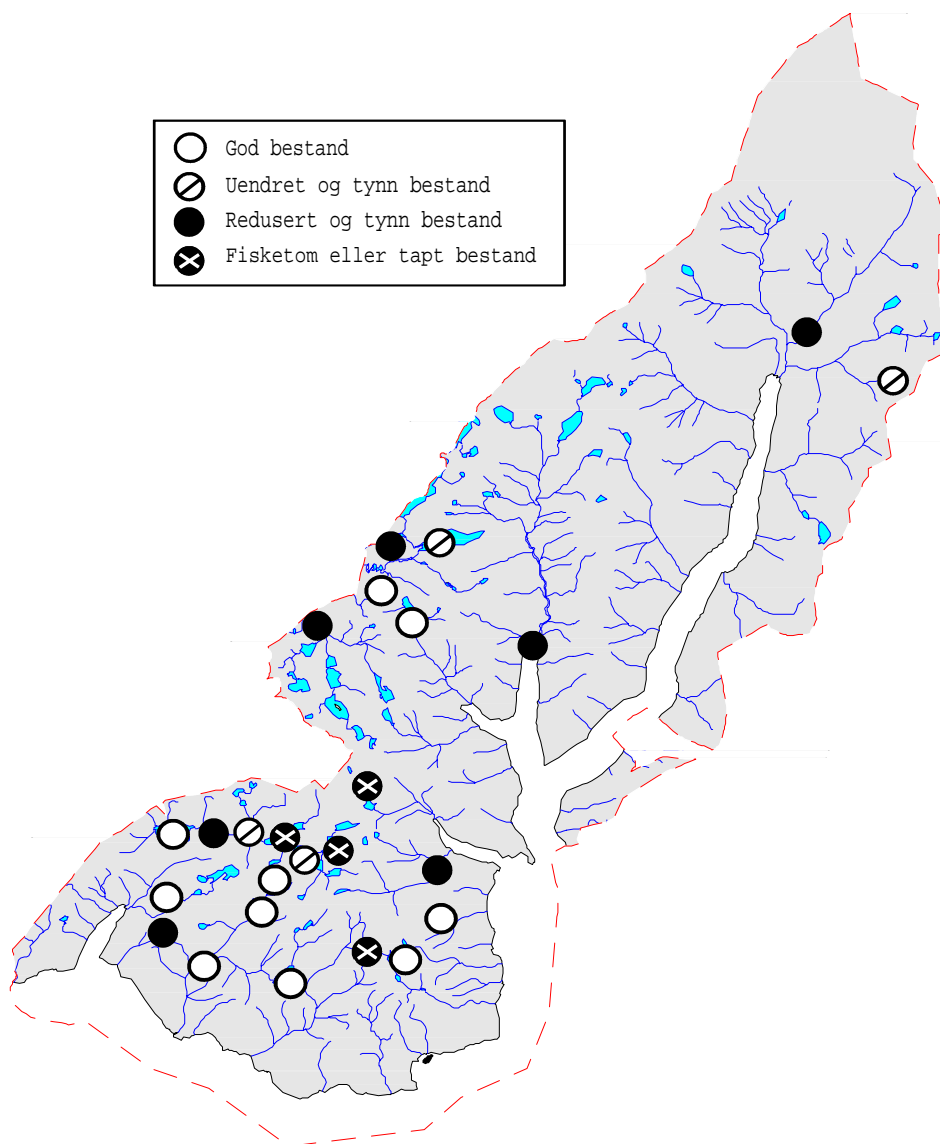 God bestand
Uendret og tynn bestand
Redusert og tynn bestand
Fisketom eller tapt bestand